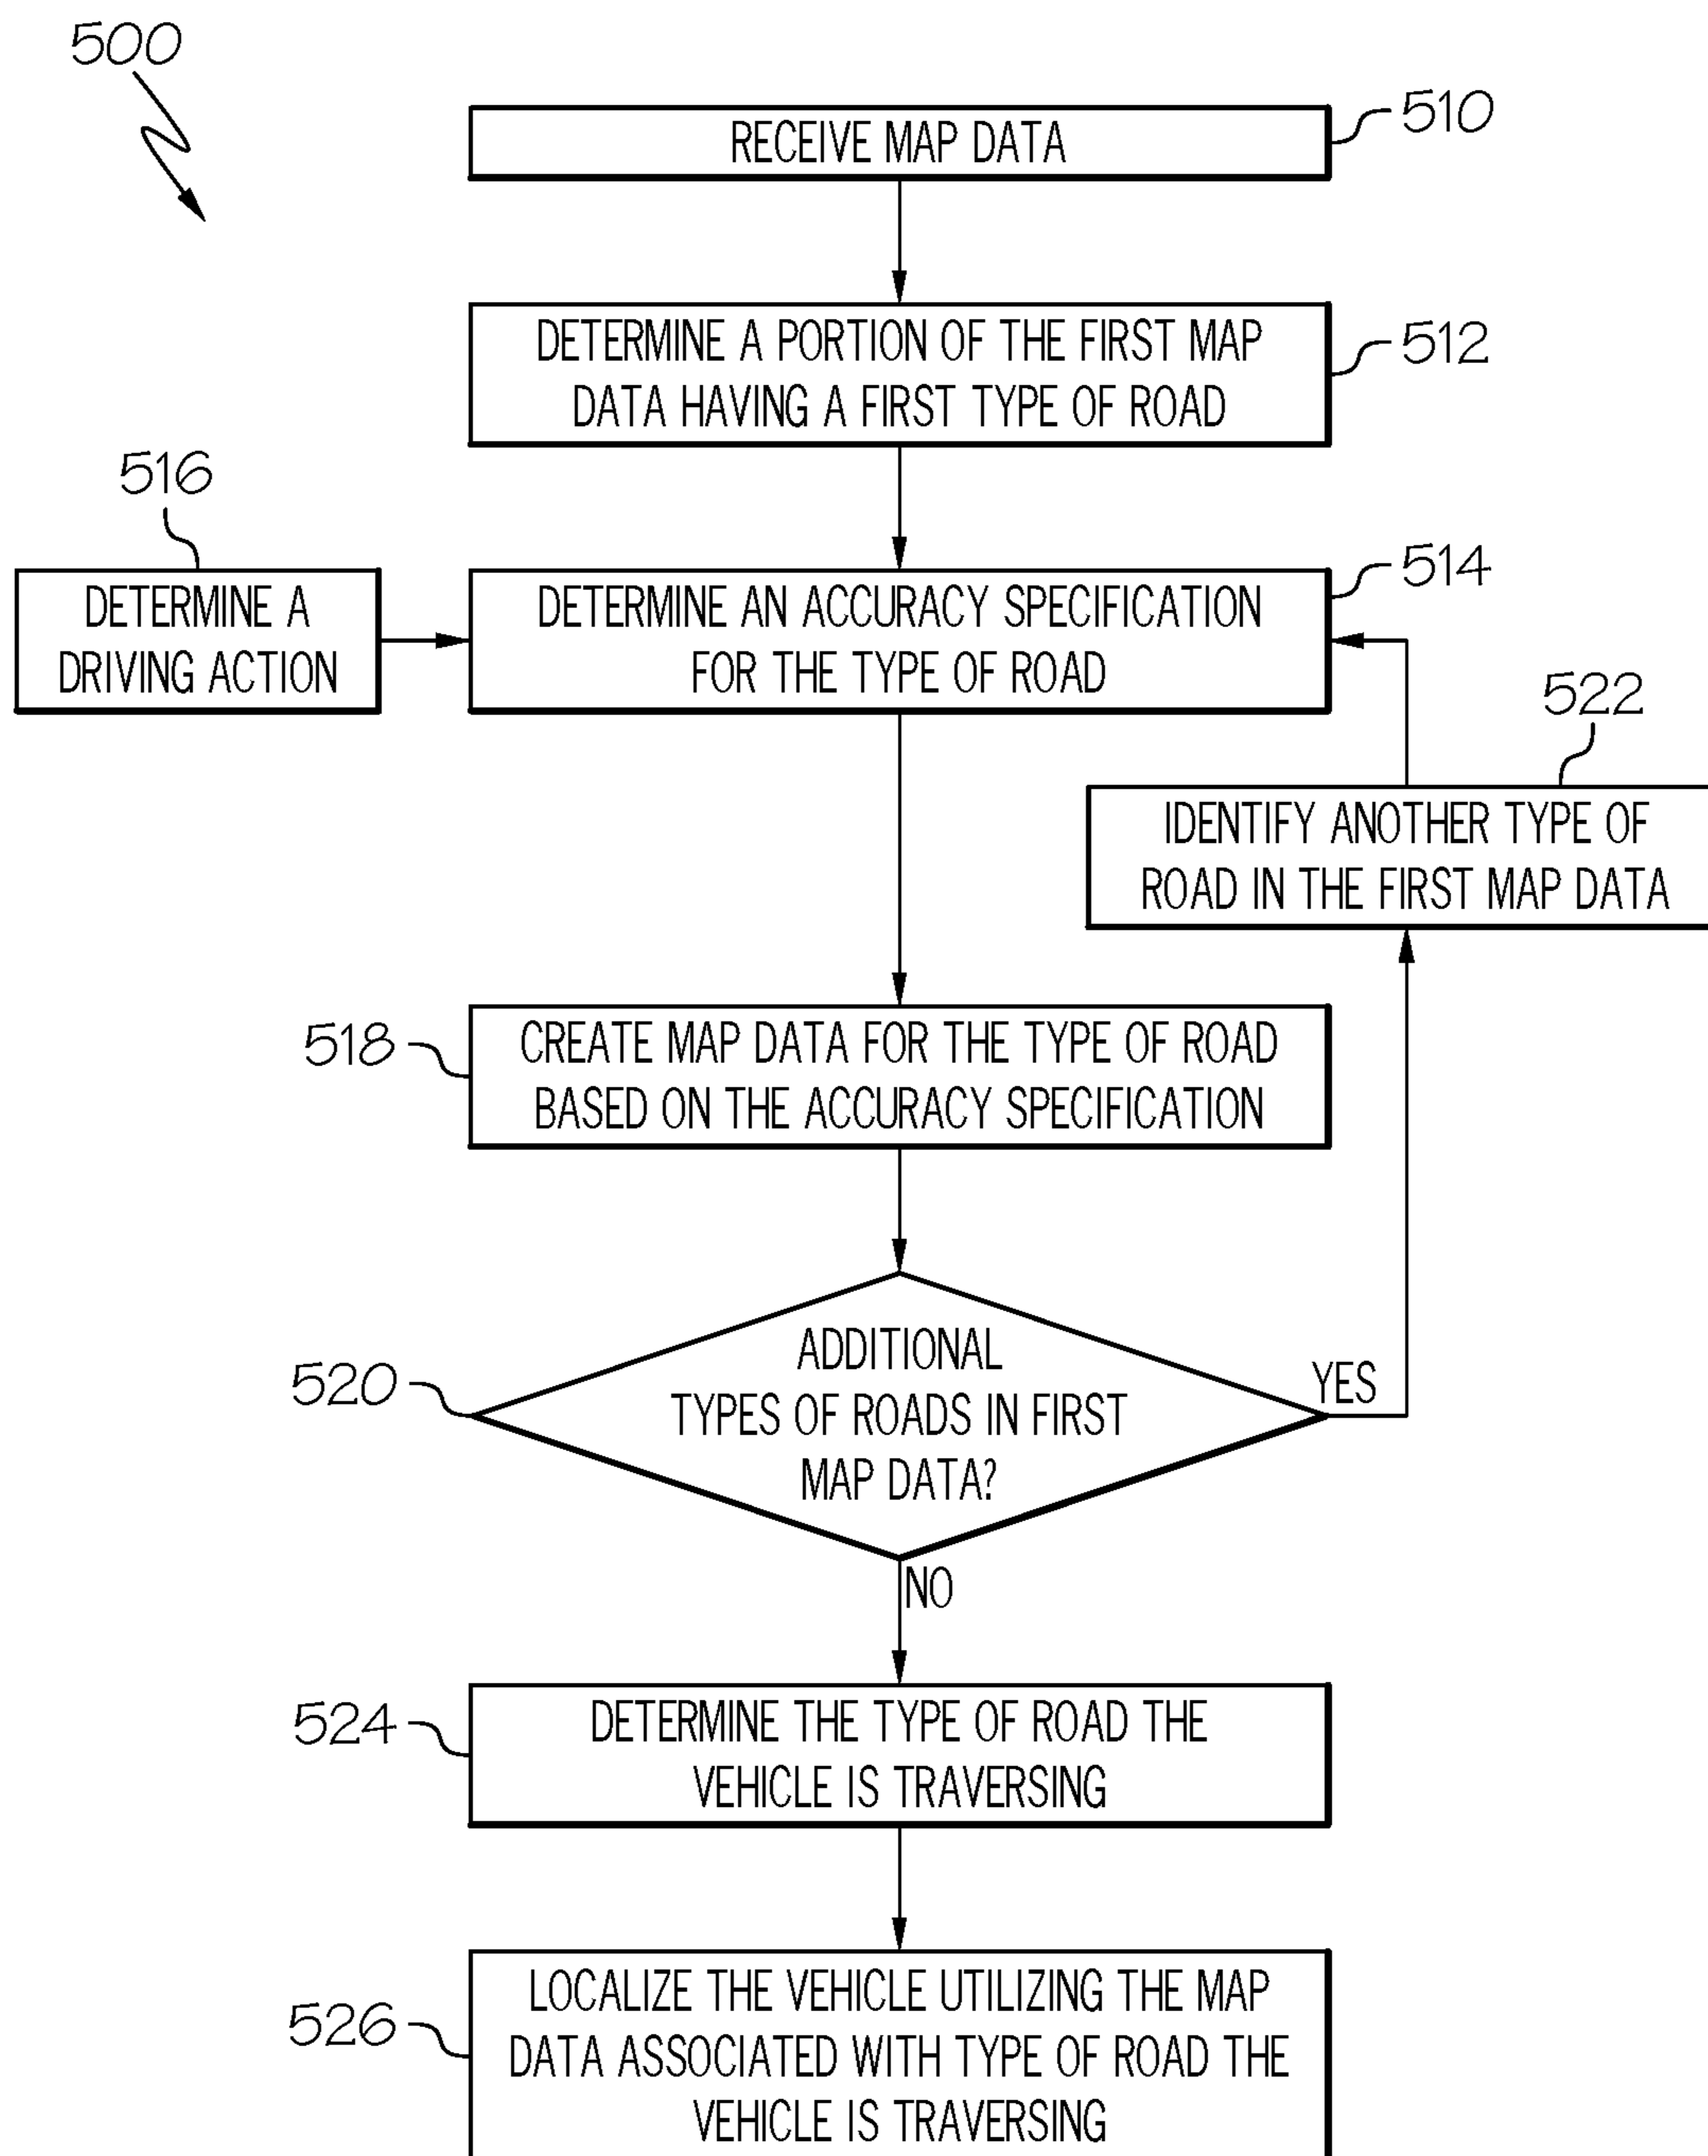 500
RECEIVE MAP DATA
510
DETERMINE A PORTION OF THE FIRST MAP
DATA HAVING A FIRST TYPE OF ROAD
512
516
DETERMINE A
DRIVING ACTION
DETERMINE AN ACCURACY SPECIFICATION
FOR THE TYPE OF ROAD
514
522
IDENTIFY ANOTHER TYPE OF
ROAD IN THE FIRST MAP DATA
518
CREATE MAP DATA FOR THE TYPE OF ROAD
BASED ON THE ACCURACY SPECIFICATION
520
ADDITIONAL
TYPES OF ROADS IN FIRST
MAP DATA?
YES
NO
524
DETERMINE THE TYPE OF ROAD THE
VEHICLE IS TRAVERSING
526
LOCALIZE THE VEHICLE UTILIZING THE MAP
DATA ASSOCIATED WITH TYPE OF ROAD THE
VEHICLE IS TRAVERSING